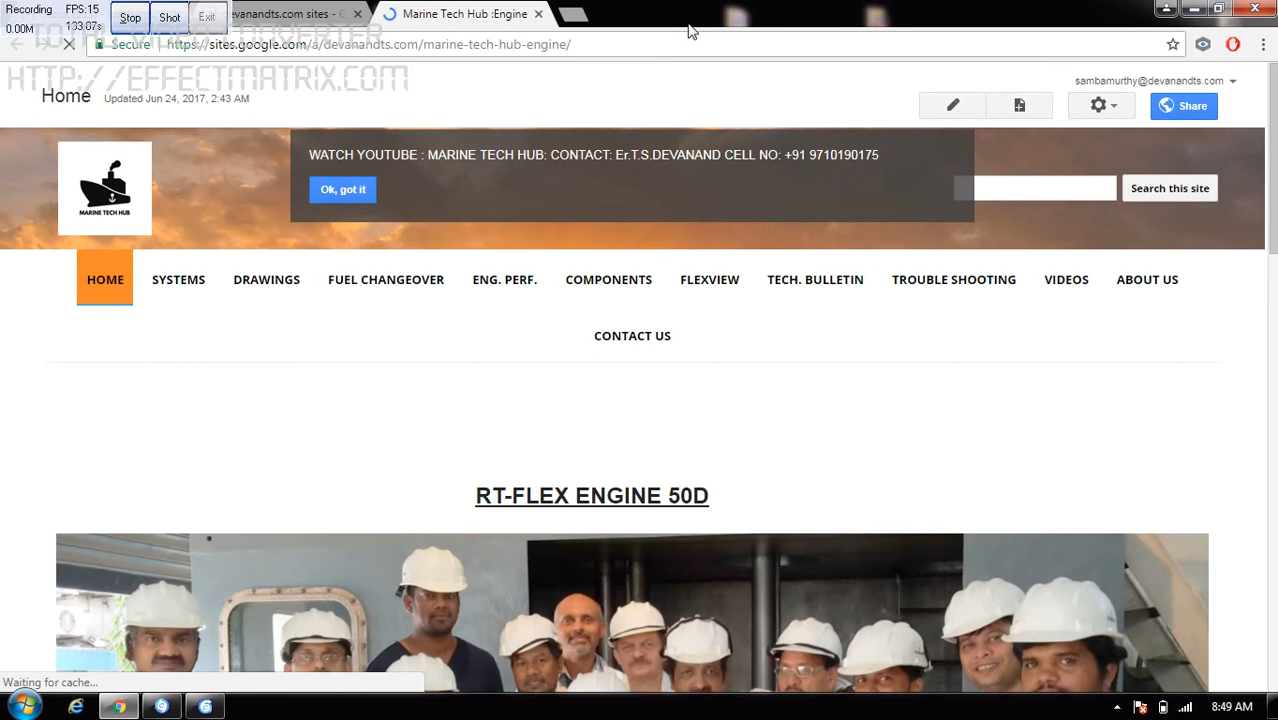 Recording FPS:15
0.00M 133.07s
Stop Shot Exit
devanandts.com sites - C
Marine Tech Hub :Engine
TOTAL VIDEO CONVERTER
Secure https://sites.google.com/a/devanandts.com/marine-tech-hub-engine/
HTTP://EFFECTMATRIX.COM
sambamurthy@devanandts.com
Home Updated Jun 24, 2017, 2:43 AM
Share
WATCH YOUTUBE : MARINE TECH HUB: CONTACT: Er.T.S.DEVANAND CELL NO: +91 9710190175
Ok, got it
Search this site
MARINE TECH HUB
HOME SYSTEMS DRAWINGS FUEL CHANGEOVER ENG. PERF. COMPONENTS FLEXVIEW TECH. BULLETIN TROUBLE SHOOTING VIDEOS ABOUT US
CONTACT US
RT-FLEX ENGINE 50D
Waiting for cache...
8:49 AM